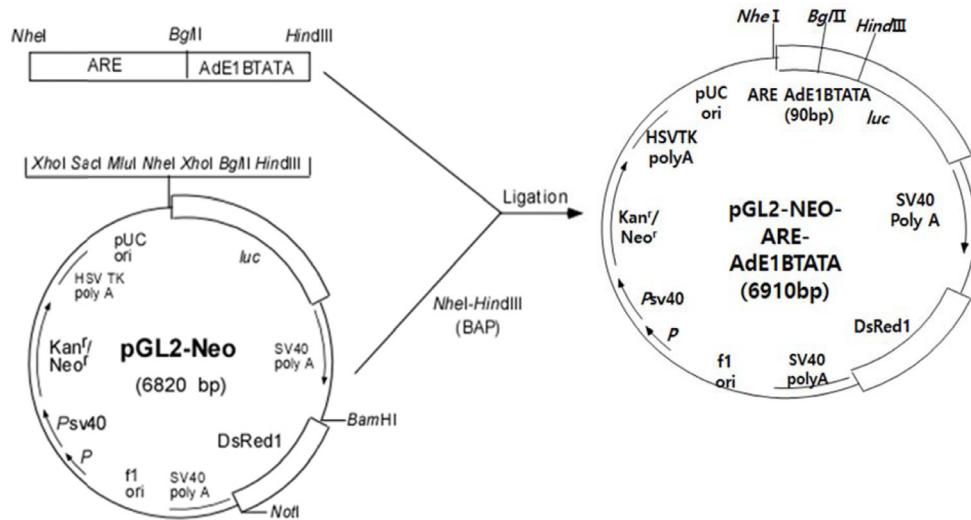 NheI BglII HindIII
ARE AdE1BTATA
XhoI SacI MluI NheI XhoI BglII HindIII
pUC
ori
luc
HSV TK
poly A
Kanʳ/
Neoʳ
pGL2-Neo
(6820 bp)
SV40
poly A
Psv40
P
BamHI
DsRed1
f1
ori
SV40
poly A
NotI
Ligation
NheI-HindIII
(BAP)
NheI BglII HindIII
pUC
ori
ARE AdE1BTATA
(90bp)
luc
HSVTK
polyA
Kanʳ/
Neoʳ
pGL2-NEO-
ARE-
AdE1BTATA
(6910bp)
SV40
Poly A
Psv40
P
DsRed1
f1
ori
SV40
polyA